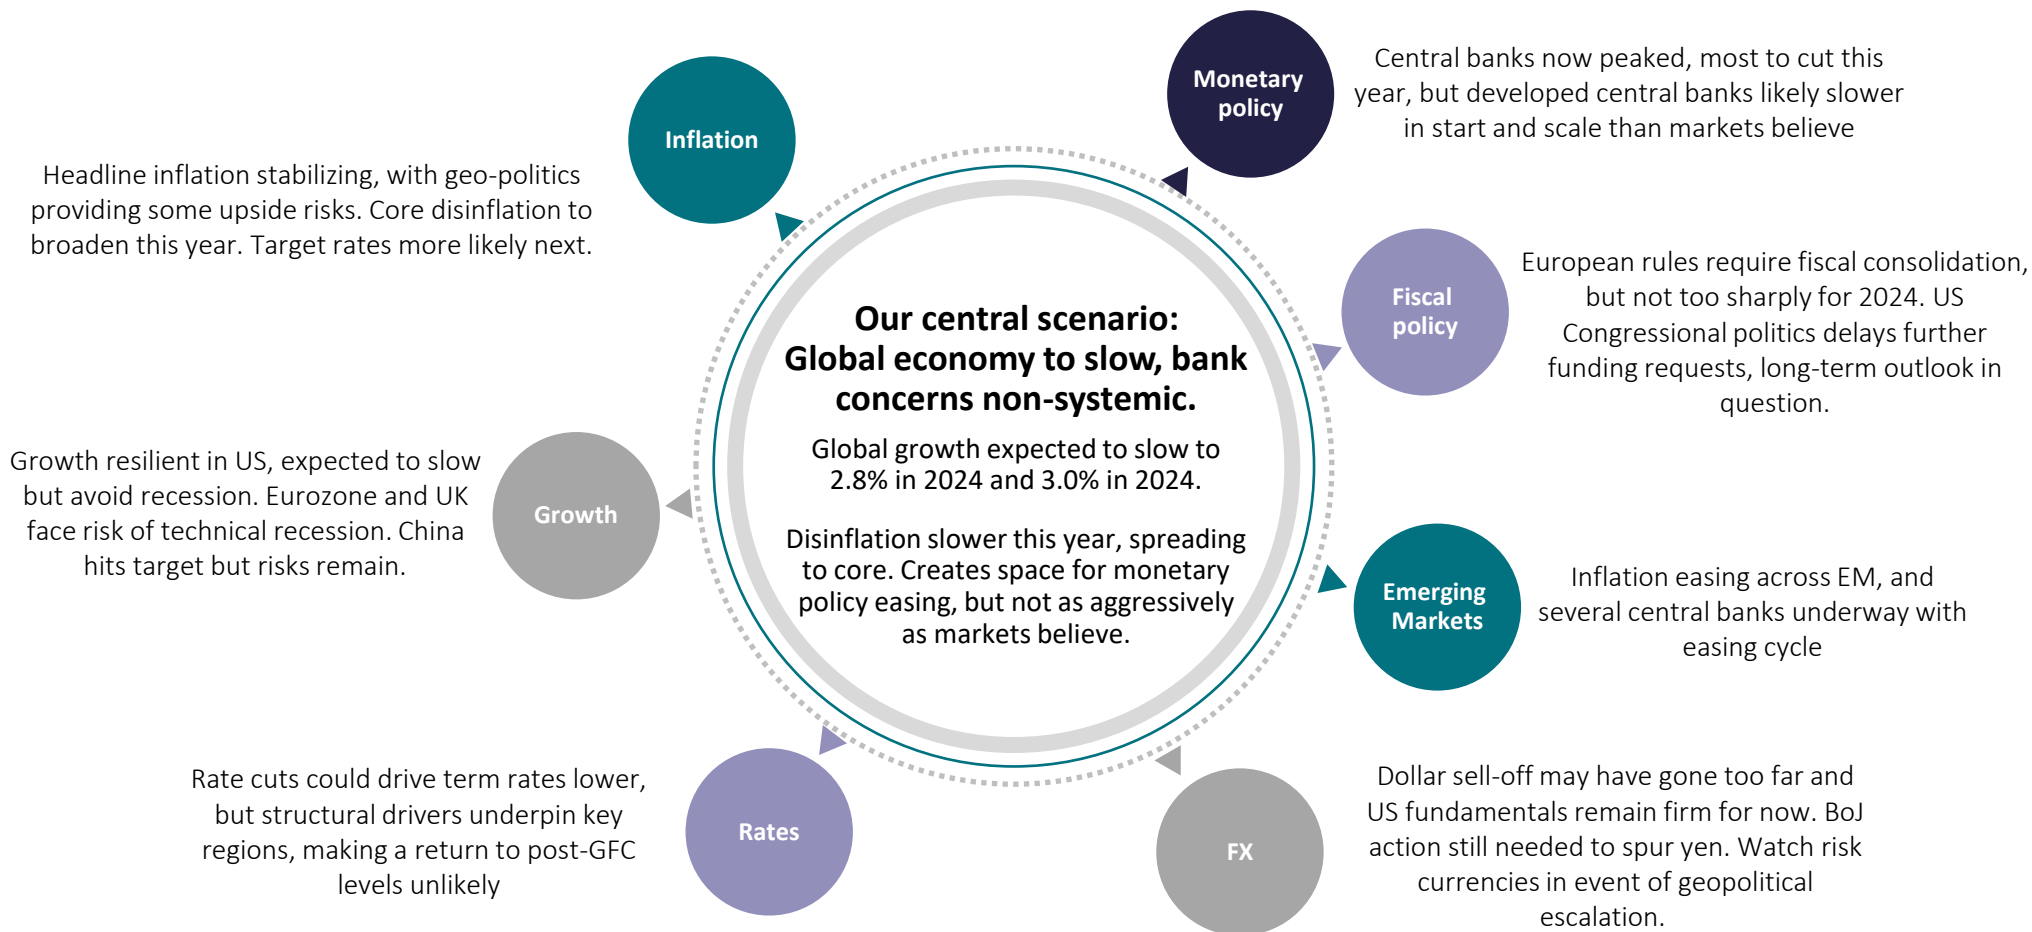 Inflation
Headline inflation stabilizing, with geo-politics
providing some upside risks. Core disinflation to
broaden this year. Target rates more likely next.
Growth
Growth resilient in US, expected to slow
but avoid recession. Eurozone and UK
face risk of technical recession. China
hits target but risks remain.
Rates
Rate cuts could drive term rates lower,
but structural drivers underpin key
regions, making a return to post-GFC
levels unlikely
Our central scenario:
Global economy to slow, bank
concerns non-systemic.
Global growth expected to slow to
2.8% in 2024 and 3.0% in 2024.
Disinflation slower this year, spreading
to core. Creates space for monetary
policy easing, but not as aggressively
as markets believe.
Monetary
policy
Central banks now peaked, most to cut this
year, but developed central banks likely slower
in start and scale than markets believe
Fiscal
policy
European rules require fiscal consolidation,
but not too sharply for 2024. US
Congressional politics delays further
funding requests, long-term outlook in
question.
Emerging
Markets
Inflation easing across EM, and
several central banks underway with
easing cycle
FX
Dollar sell-off may have gone too far and
US fundamentals remain firm for now. BoJ
action still needed to spur yen. Watch risk
currencies in event of geopolitical
escalation.